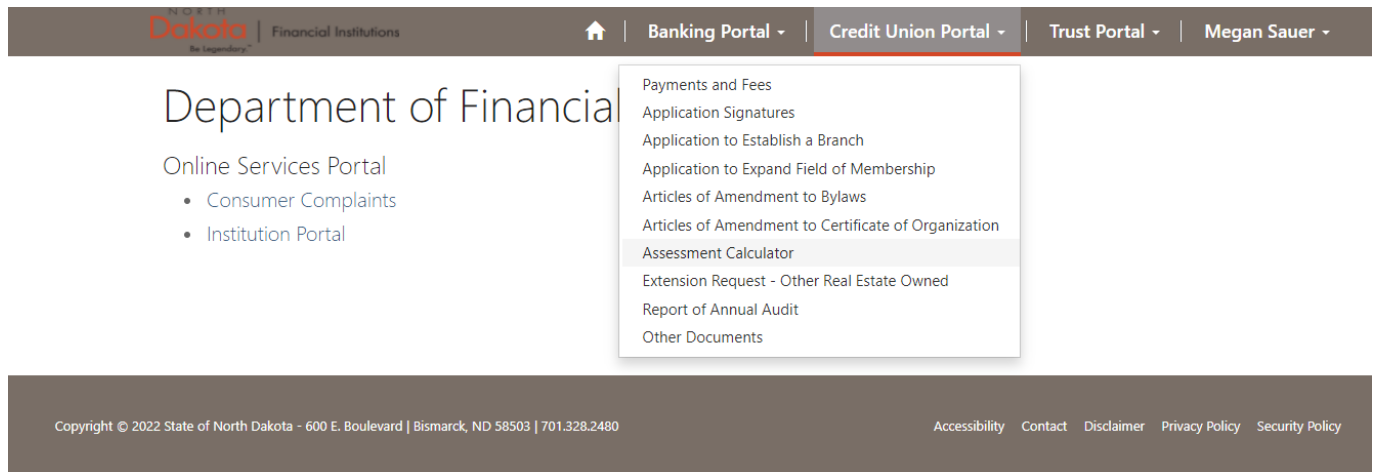 NORTH
Dakota | Financial Institutions
Be Legendary.™
Banking Portal
Credit Union Portal
Trust Portal
Megan Sauer
Department of Financial
Online Services Portal
• Consumer Complaints
• Institution Portal
Payments and Fees
Application Signatures
Application to Establish a Branch
Application to Expand Field of Membership
Articles of Amendment to Bylaws
Articles of Amendment to Certificate of Organization
Assessment Calculator
Extension Request - Other Real Estate Owned
Report of Annual Audit
Other Documents
Copyright © 2022 State of North Dakota - 600 E. Boulevard | Bismarck, ND 58503 | 701.328.2480
Accessibility Contact Disclaimer Privacy Policy Security Policy